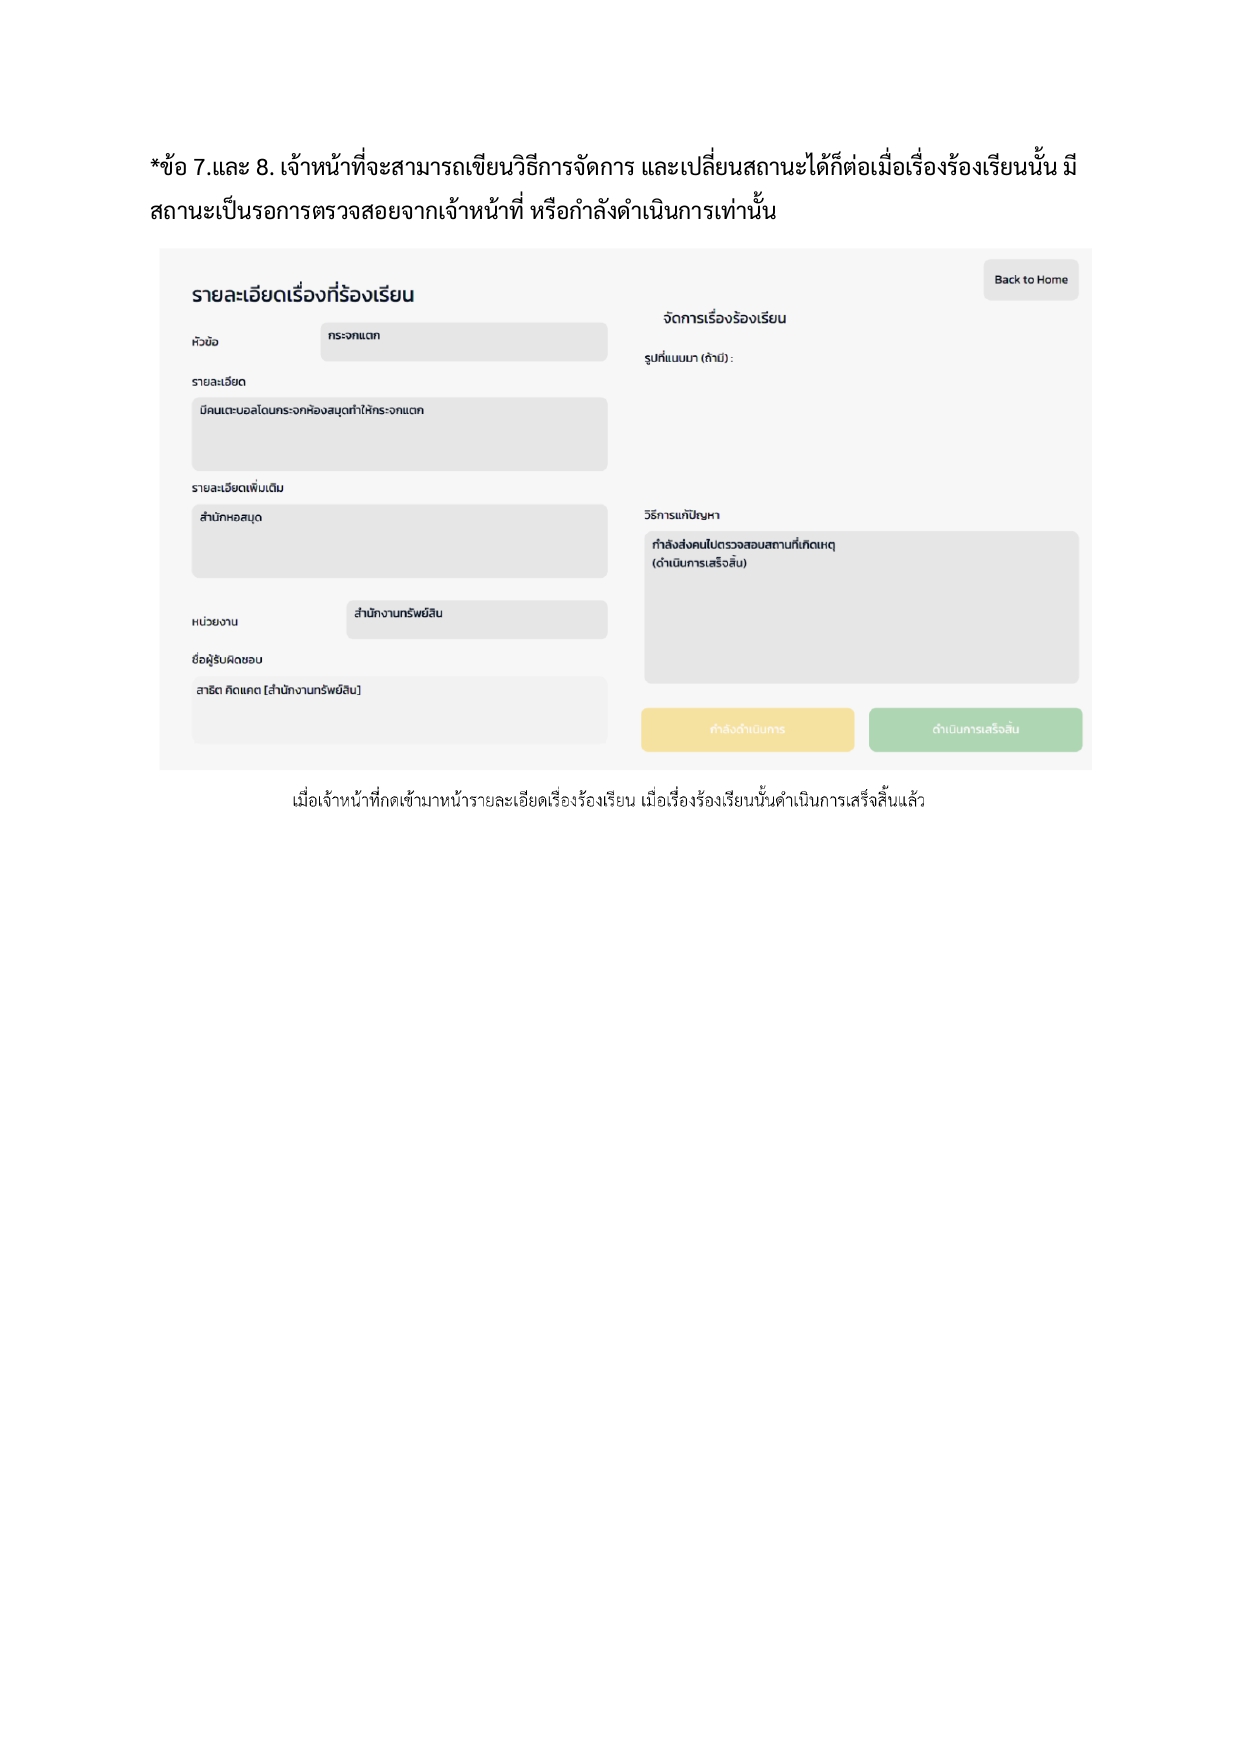 *ข้อ 7.และ 8. เจ้าหน้าที่จะสามารถเขียนวิธีการจัดการ และเปลี่ยนสถานะได้ก็ต่อเมื่อเรื่องร้องเรียนนั้น มี
สถานะเป็นรอการตรวจสอยจากเจ้าหน้าที่ หรือกำลังดำเนินการเท่านั้น
Back to Home
รายละเอียดเรื่องที่ร้องเรียน
หัวข้อ
กระจกแตก
รายละเอียด
มีคนเตะบอลโดนกระจกห้องสมุดทำให้กระจกแตก
รายละเอียดเพิ่มเติม
สำนักหอสมุด
หน่วยงาน
สำนักงานทรัพย์สิน
ชื่อผู้รับผิดชอบ
สาธิต คิดแคต [สำนักงานทรัพย์สิน]
จัดการเรื่องร้องเรียน
รูปที่แนบมา (ถ้ามี) :
วิธีการแก้ปัญหา
กำลังส่งคนไปตรวจสอบสถานที่เกิดเหตุ
(ดำเนินการเสร็จสิ้น)
กำลังดำเนินการ
ดำเนินการเสร็จสิ้น
เมื่อเจ้าหน้าที่กดเข้ามาหน้ารายละเอียดเรื่องร้องเรียน เมื่อเรื่องร้องเรียนนั้นดำเนินการเสร็จสิ้นแล้ว